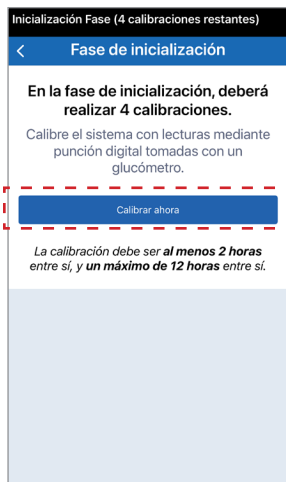 Inicialización Fase (4 calibraciones restantes)
Fase de inicialización
En la fase de inicialización, deberá
realizar 4 calibraciones.
Calibre el sistema con lecturas mediante
punción digital tomadas con un
glucómetro.
Calibrar ahora
La calibración debe ser al menos 2 horas
entre sí, y un máximo de 12 horas entre sí.